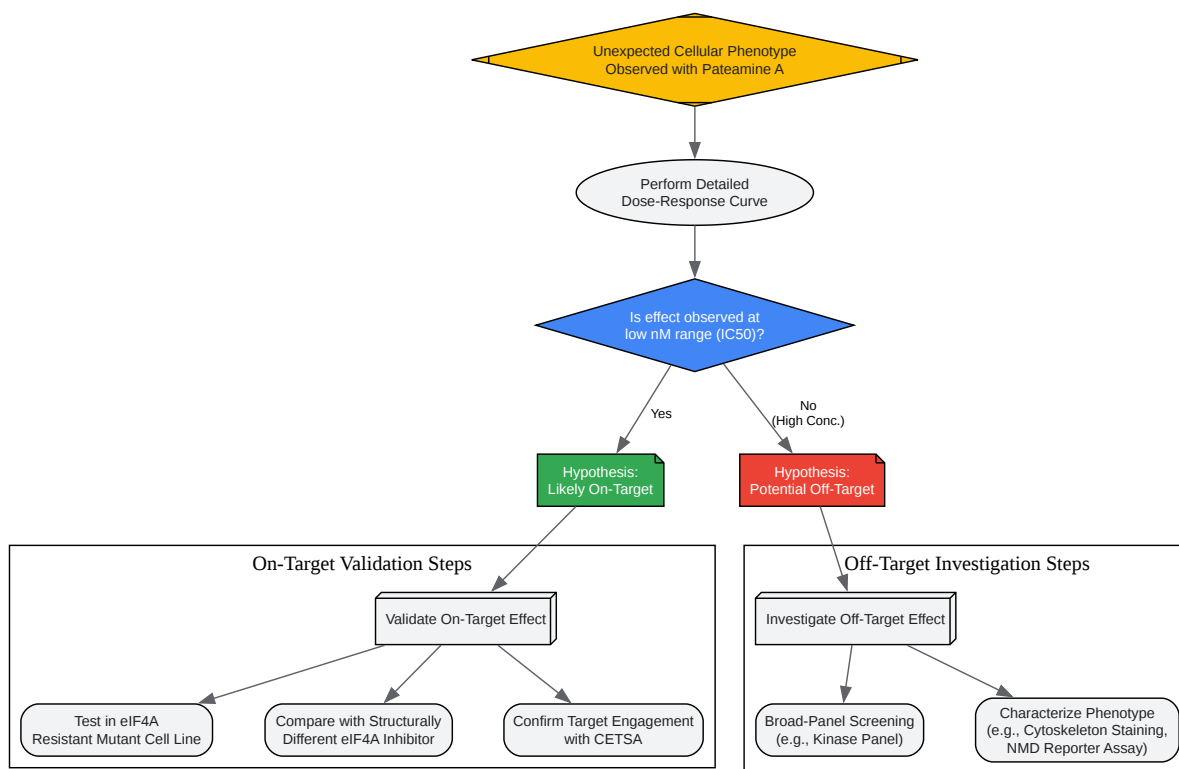 Unexpected Cellular Phenotype
Observed with Pateamine A
Perform Detailed
Dose-Response Curve
Is effect observed at
low nM range (IC50)?
Yes
No
(High Conc.)
Hypothesis:
Likely On-Target
Hypothesis:
Potential Off-Target
On-Target Validation Steps
Validate On-Target Effect
Test in eIF4A
Resistant Mutant Cell Line
Compare with Structurally
Different eIF4A Inhibitor
Confirm Target Engagement
with CETSA
Off-Target Investigation Steps
Investigate Off-Target Effect
Broad-Panel Screening
(e.g., Kinase Panel)
Characterize Phenotype
(e.g., Cytoskeleton Staining,
NMD Reporter Assay)